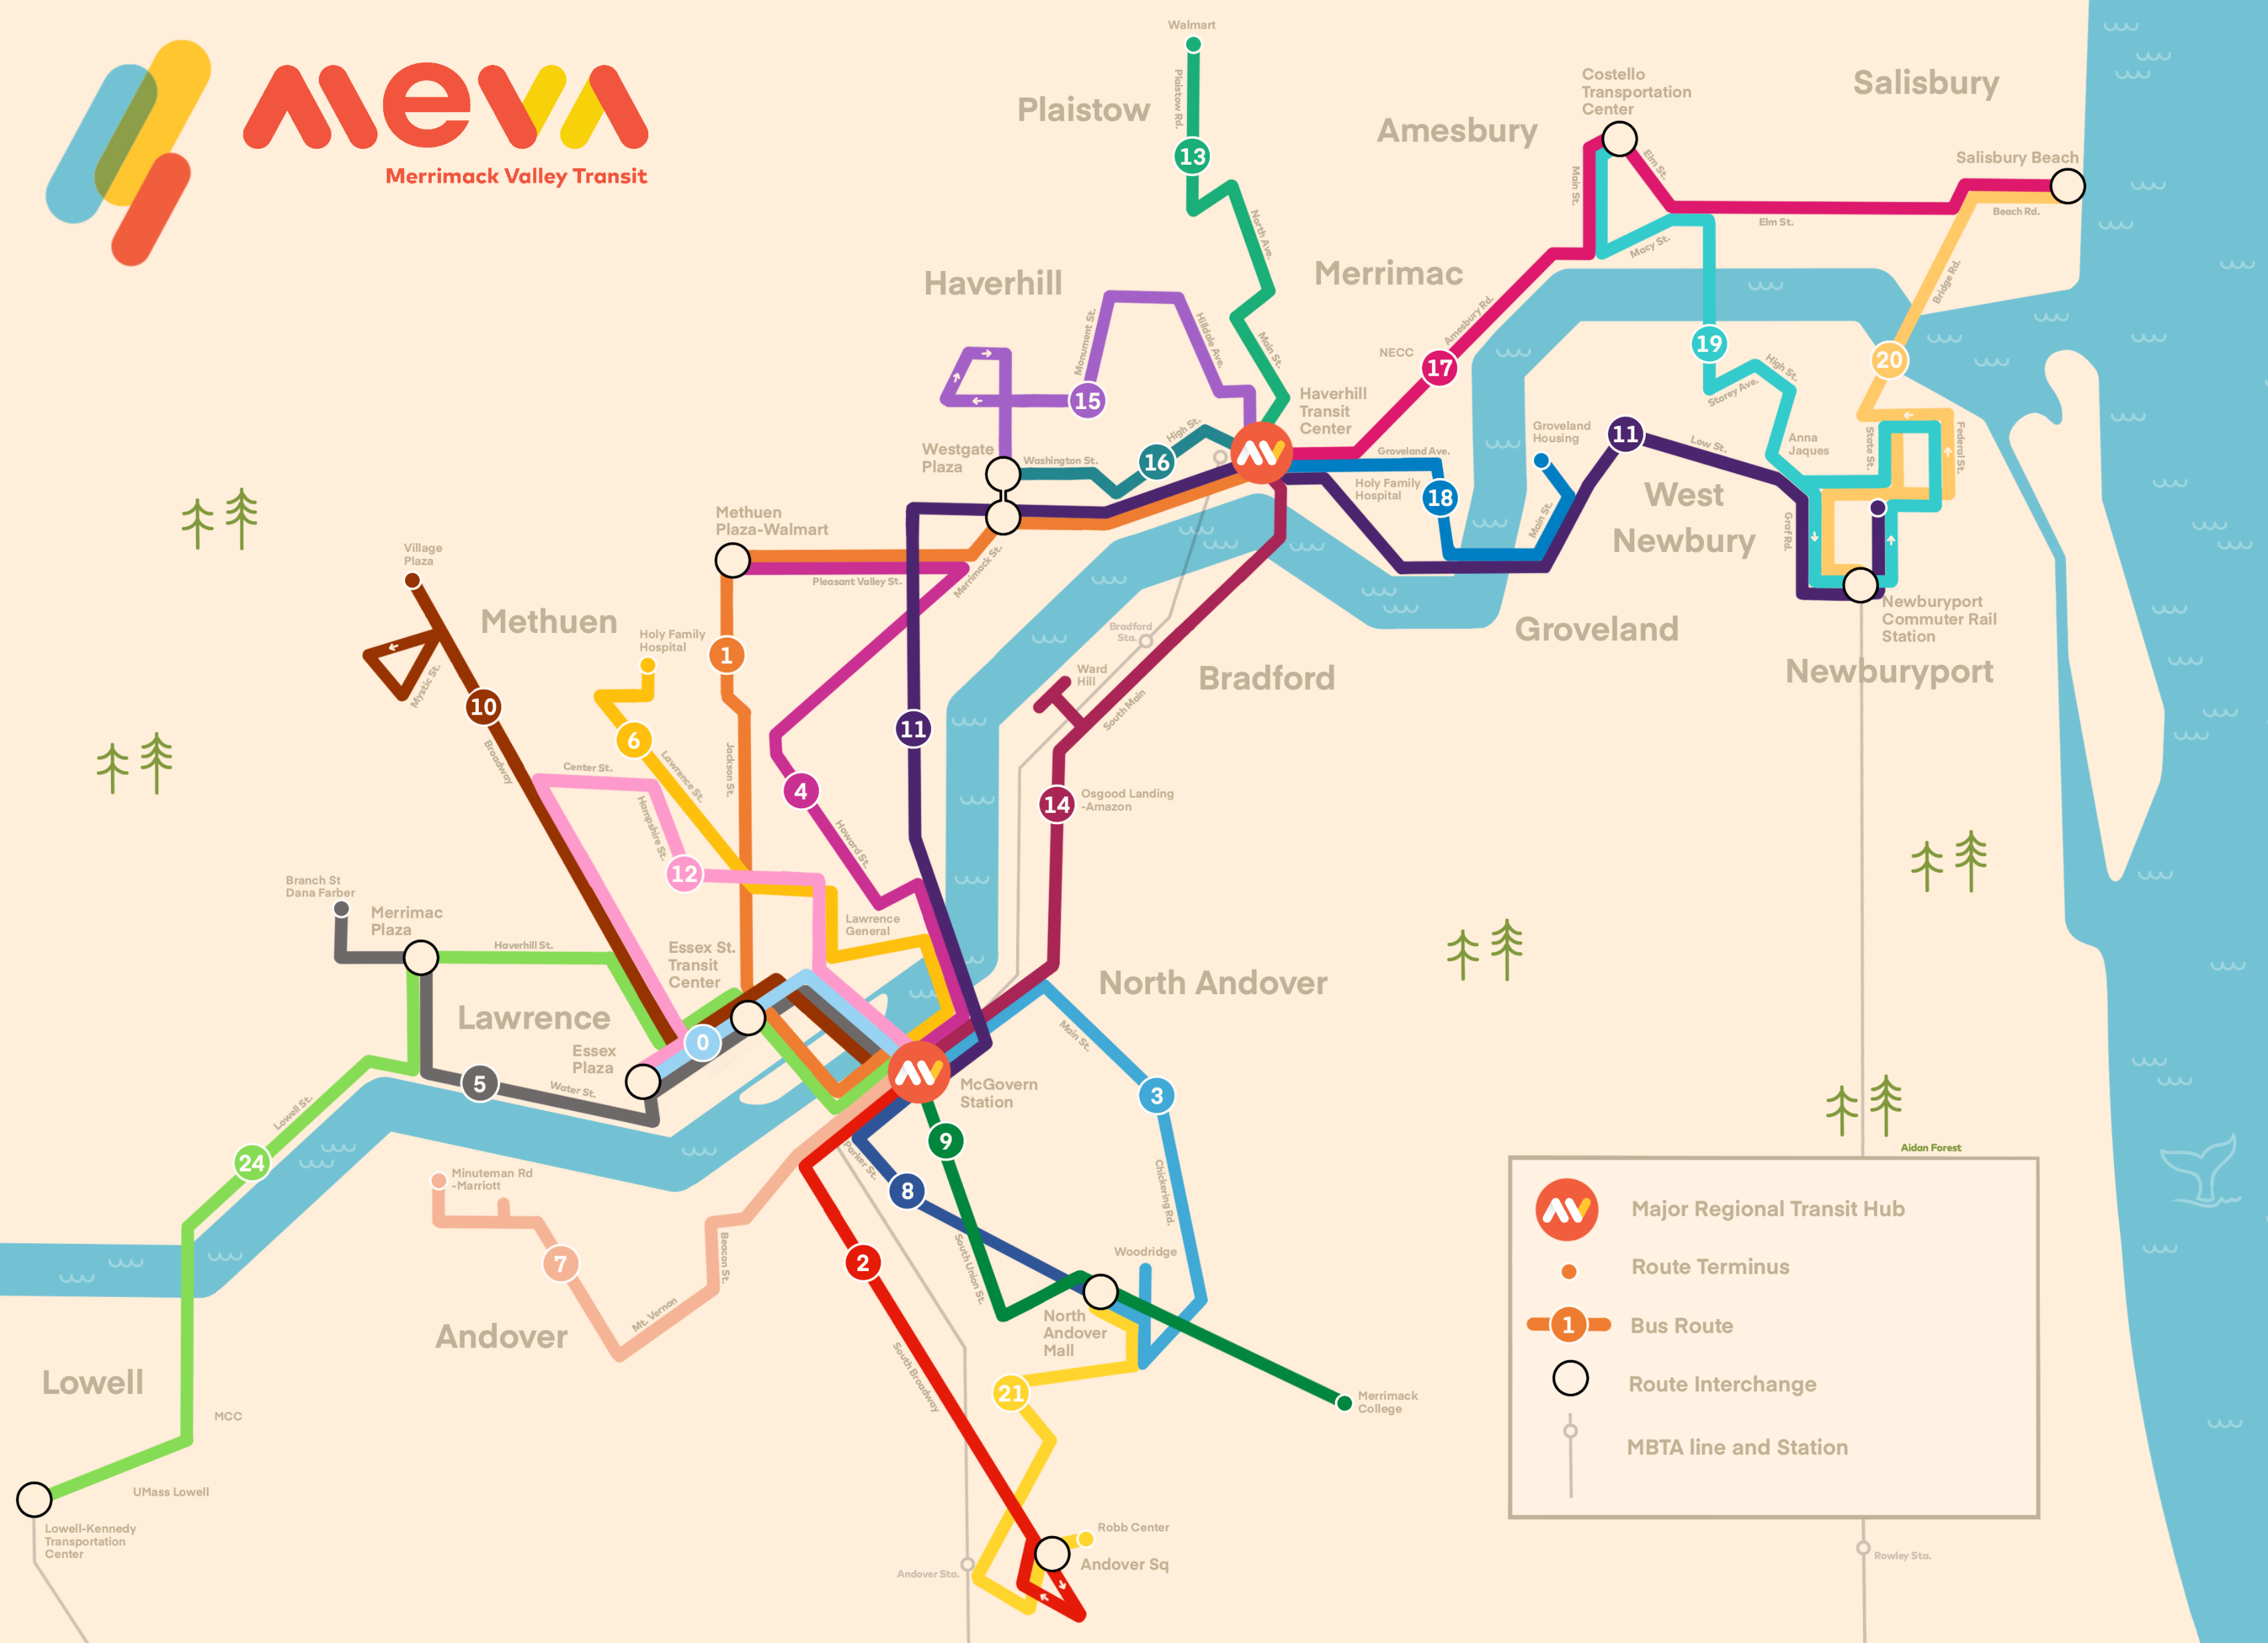 meva
Merrimack Valley Transit
Walmart
Plaistow Rd.
Plaistow
13
North Ave.
Main St.
Costello
Transportation
Center
Salisbury
Amesbury
Salisbury Beach
Main St.
Elm St.
Elm St.
Beach Rd.
Macy St.
Bridge Rd.
Haverhill
Merrimac
Monument St.
Hilldale Ave.
15
Amesbury Rd.
NECC
17
19
20
High St.
Storey Ave.
Haverhill
Transit
Center
Westgate
Plaza
Washington St.
High St.
16
Groveland Ave.
Holy Family
Hospital
18
Groveland
Housing
11
Low St.
Anna
Jaques
State St.
Federal St.
West
Newbury
Main St.
Graf Rd.
Methuen
Plaza-Walmart
Pleasant Valley St.
Merrimack St.
Village
Plaza
Methuen
Mystic St.
10
Broadway
Holy Family
Hospital
6
Lawrence St.
1
Jackson St.
11
4
Howard St.
Bradford
Sta.
Ward
Hill
South Main
Bradford
Groveland
Newburyport
Commuter Rail
Station
Newburyport
14
Osgood Landing
-Amazon
Center St.
Hampshire St.
12
Branch St
Dana Farber
Merrimac
Plaza
Haverhill St.
Lawrence
General
Essex St.
Transit
Center
Lawrence
North Andover
Essex
Plaza
0
5
Water St.
McGovern
Station
Main St.
3
Chickering Rd.
Lowell St.
24
9
Parker St.
8
South Union St.
Minuteman Rd
-Marriott
7
Beacon St.
Mt. Vernon
2
South Broadway
Woodridge
North
Andover
Mall
Andover
Lowell
21
Merrimack
College
MCC
UMass Lowell
Lowell-Kennedy
Transportation
Center
Robb Center
Andover Sq
Andover Sta.
Aidan Forest
Major Regional Transit Hub
Route Terminus
1
Bus Route
Route Interchange
MBTA line and Station
Rowley Sta.